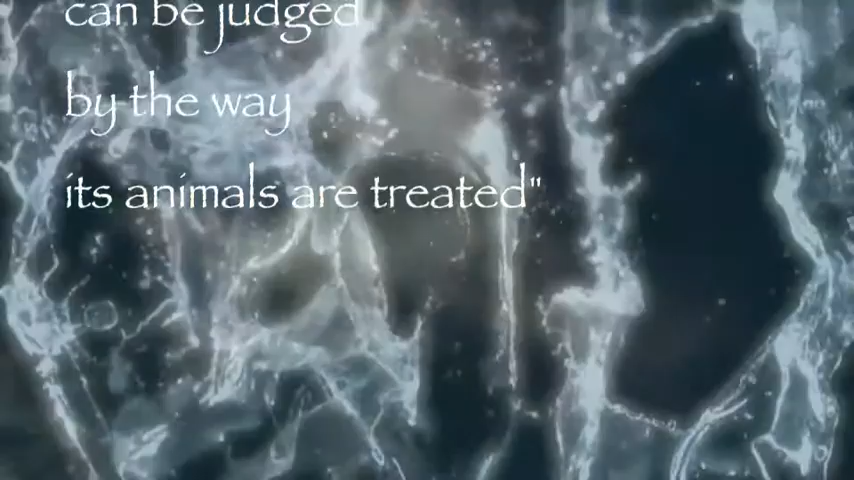 can be judged
by the way
its animals are treated"